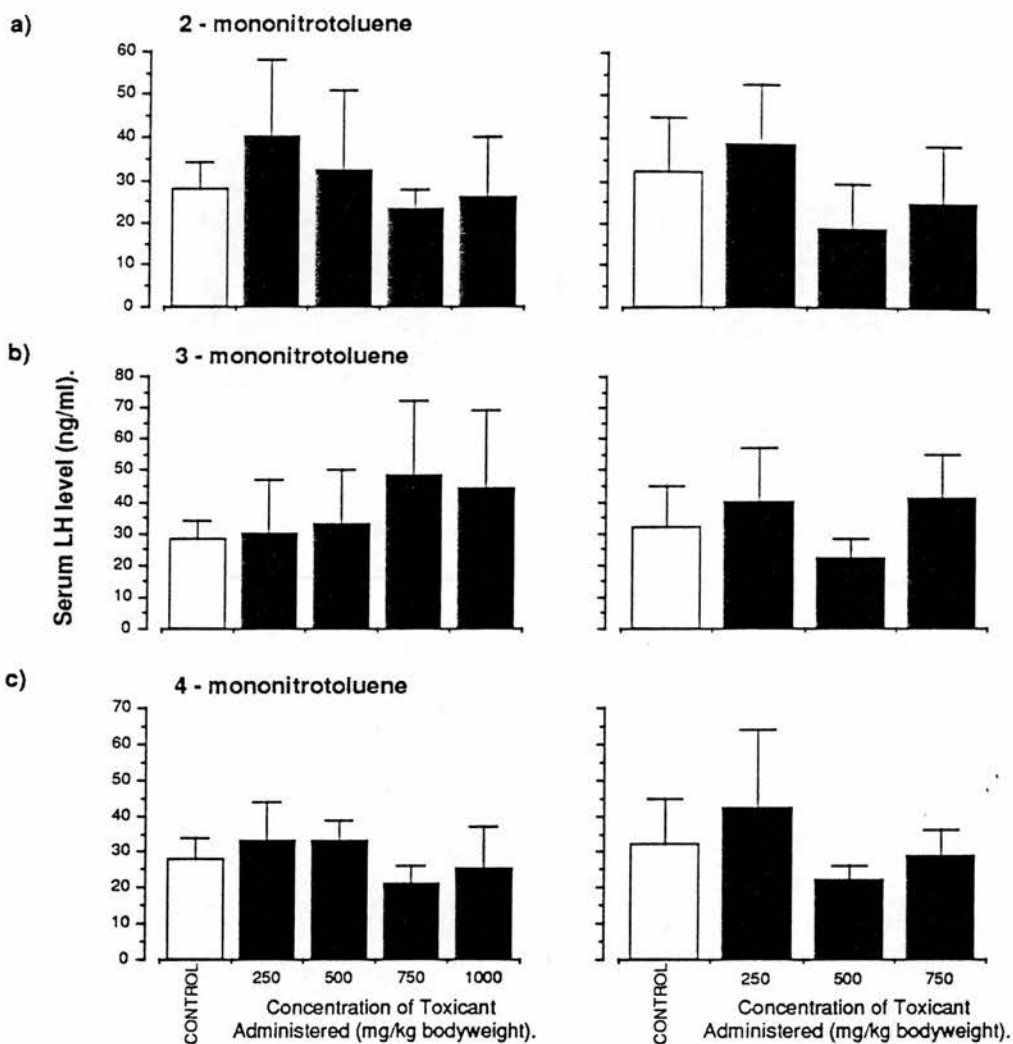 a)
2 - mononitrotoluene
60
50
40
30
20
10
0
b)
3 - mononitrotoluene
80
70
60
50
40
30
20
10
0
Serum LH level (ng/ml).
c)
4 - mononitrotoluene
70
60
50
40
30
20
10
0
CONTROL 250 500 750 1000
Concentration of Toxicant
Administered (mg/kg bodyweight).
CONTROL 250 500 750
Concentration of Toxicant
Administered (mg/kg bodyweight).